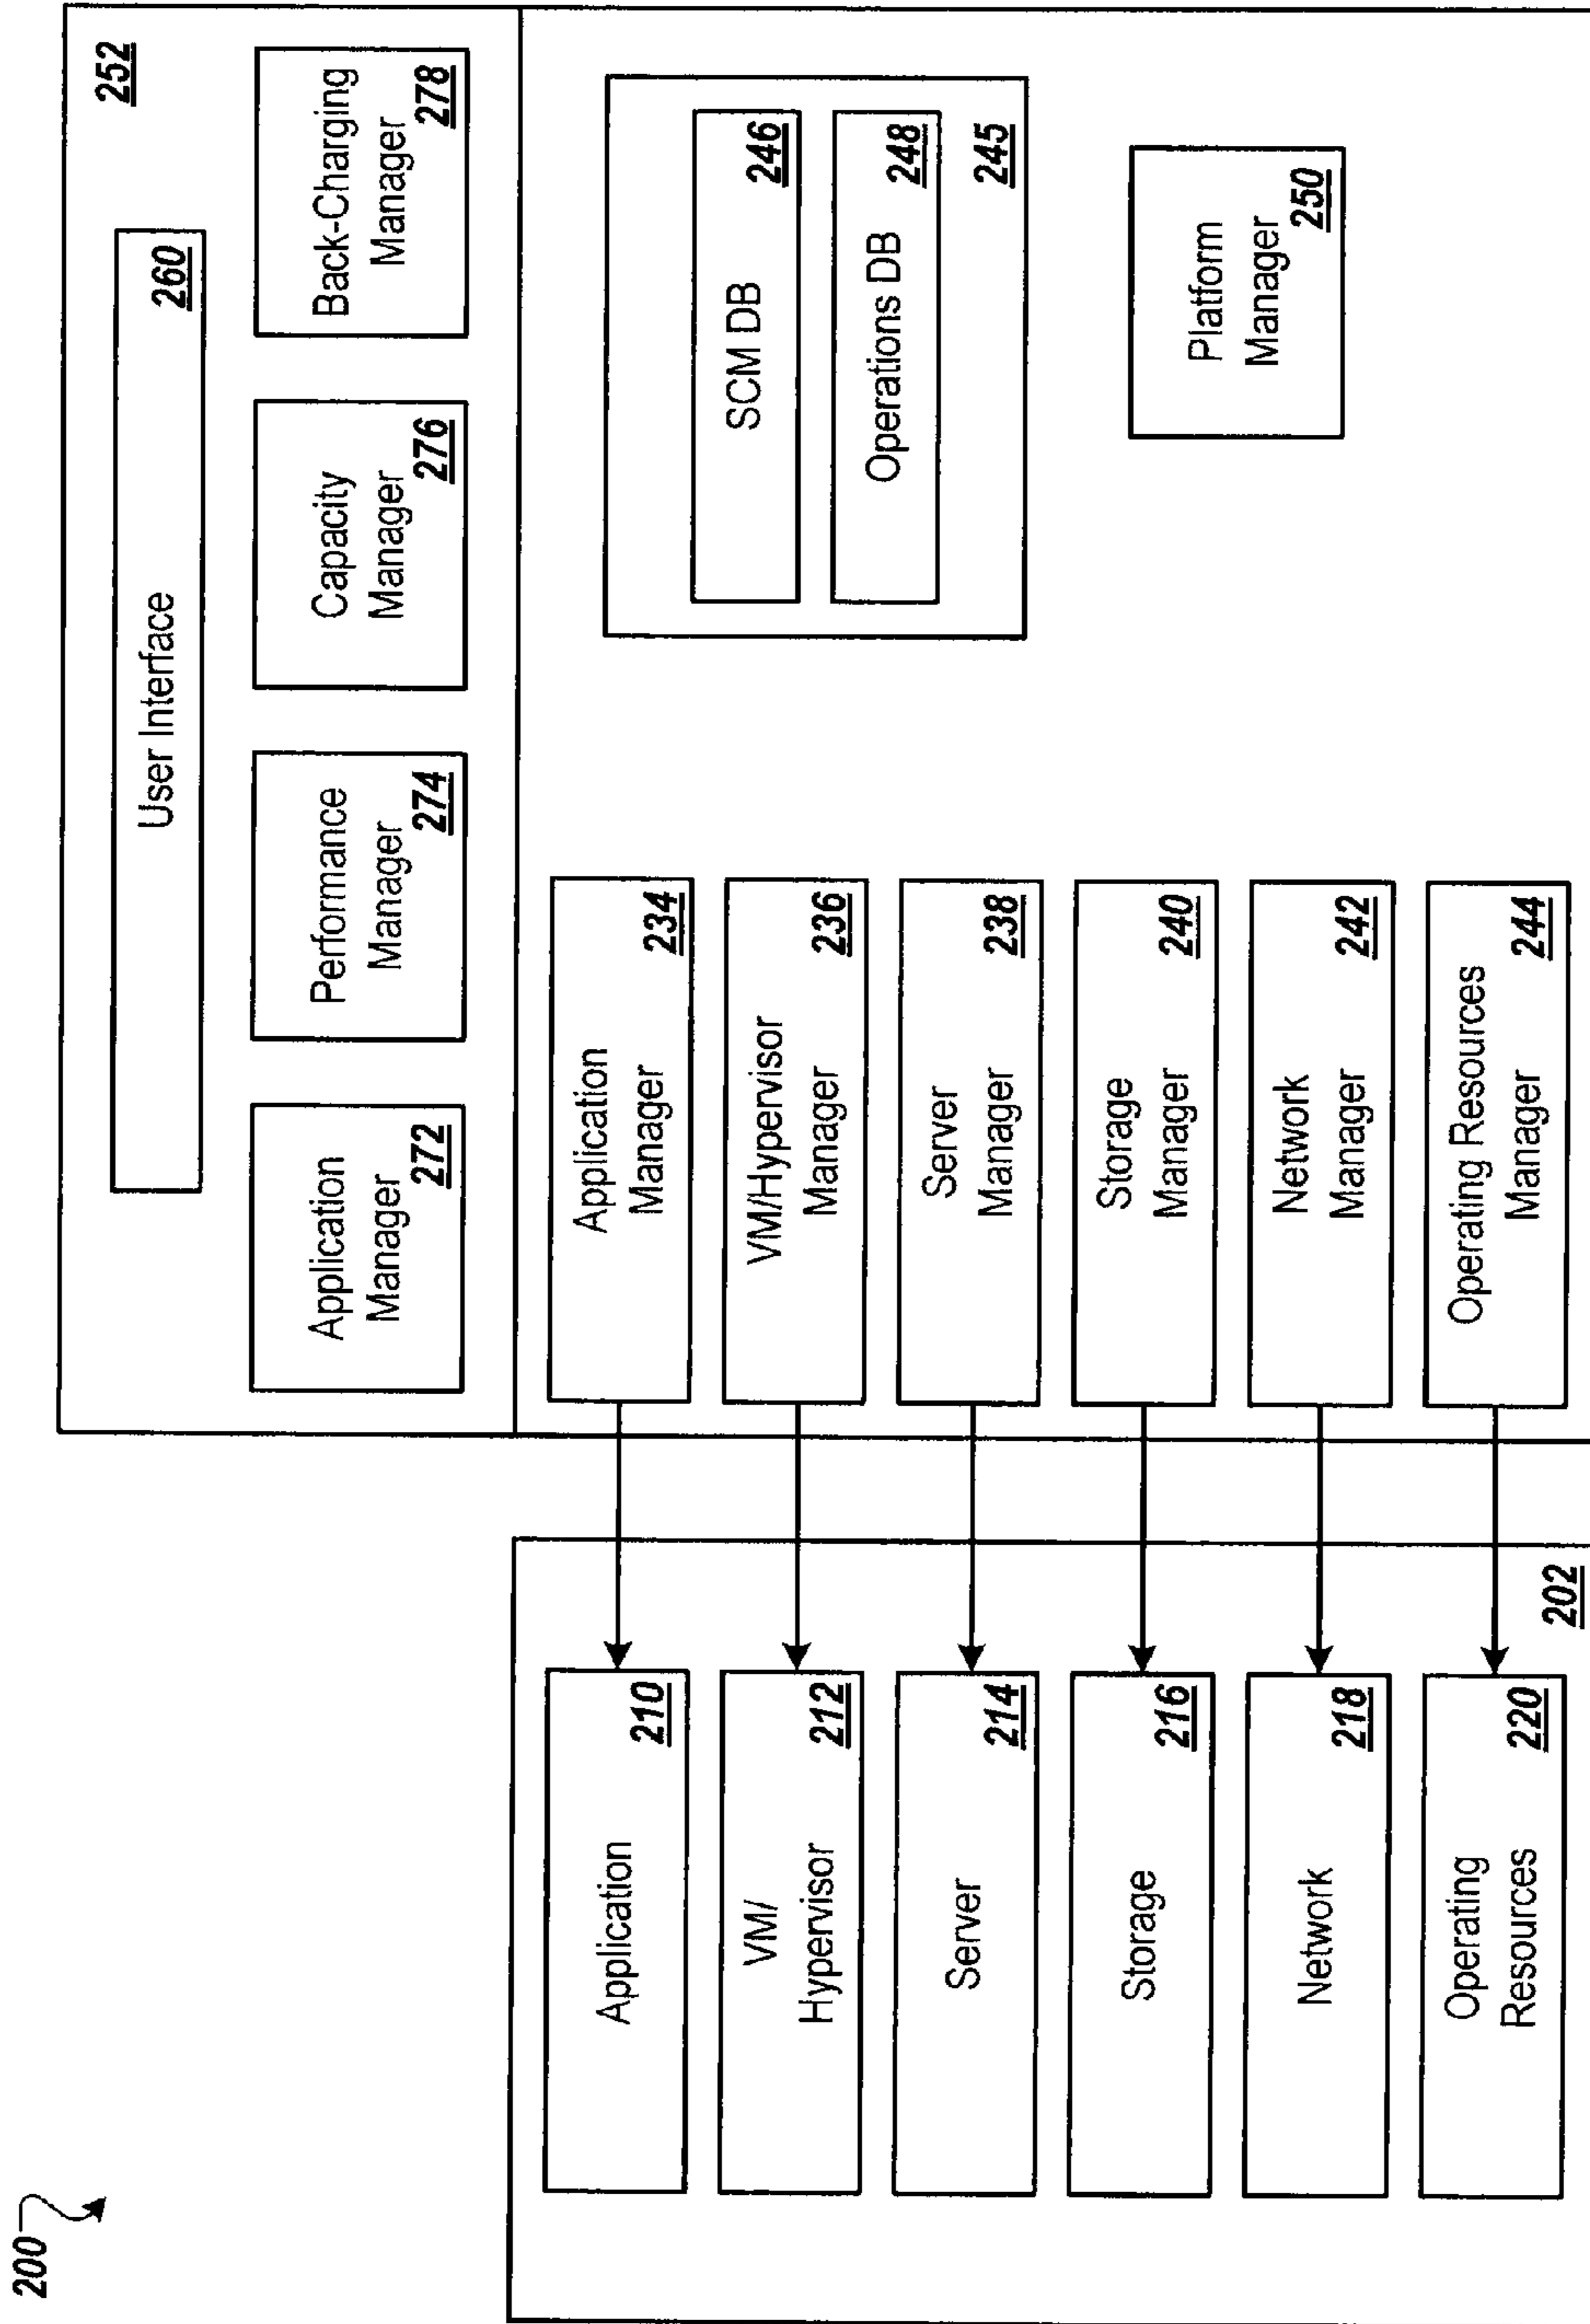 200
252
User Interface
260
Application
Manager
272
Performance
Manager
274
Capacity
Manager
276
Back-Charging
Manager
278
Application
210
VM/
Hypervisor
212
Server
214
Storage
216
Network
218
Operating
Resources
220
202
Application
Manager
234
VM/Hypervisor
Manager
236
Server
Manager
238
Storage
Manager
240
Network
Manager
242
Operating Resources
Manager
244
SCM DB
246
Operations DB
248
245
Platform
Manager
250